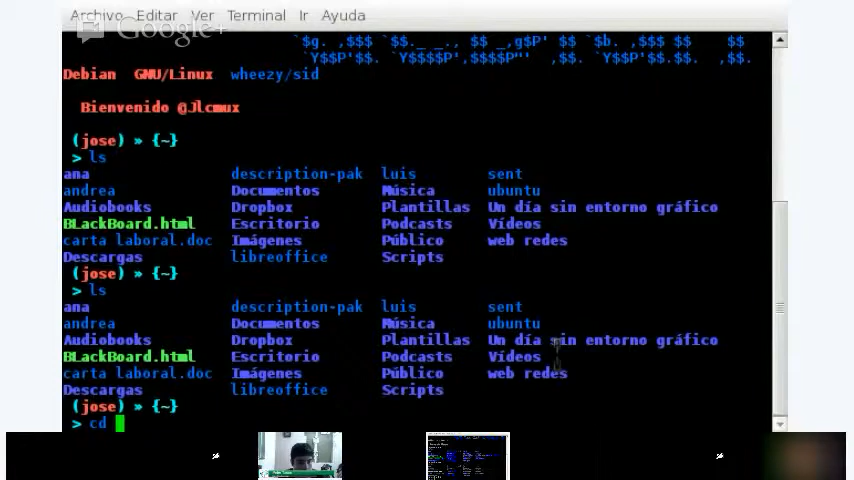 Archivo Editar Ver Terminal Ir Ayuda
Google+
`$g. ,$$$ `$$._ _., $$ _,g$P' $$ `$b. ,$$$ $$ $$
`Y$$P'$$. `Y$$$$P',$$$$P"' ,$$. `Y$$P'$$.$$. ,$$.
Debian GNU/Linux wheezy/sid
Bienvenido @Jlcmux
(jose) » {~}
> ls
ana description-pak luis sent
andrea Documentos Música ubuntu
Audiobooks Dropbox Plantillas Un día sin entorno gráfico
BLackBoard.html Escritorio Podcasts Vídeos
carta laboral.doc Imágenes Público web redes
Descargas libreoffice Scripts
(jose) » {~}
> ls
ana description-pak luis sent
andrea Documentos Música ubuntu
Audiobooks Dropbox Plantillas Un día sin entorno gráfico
BLackBoard.html Escritorio Podcasts Vídeos
carta laboral.doc Imágenes Público web redes
Descargas libreoffice Scripts
(jose) » {~}
> cd